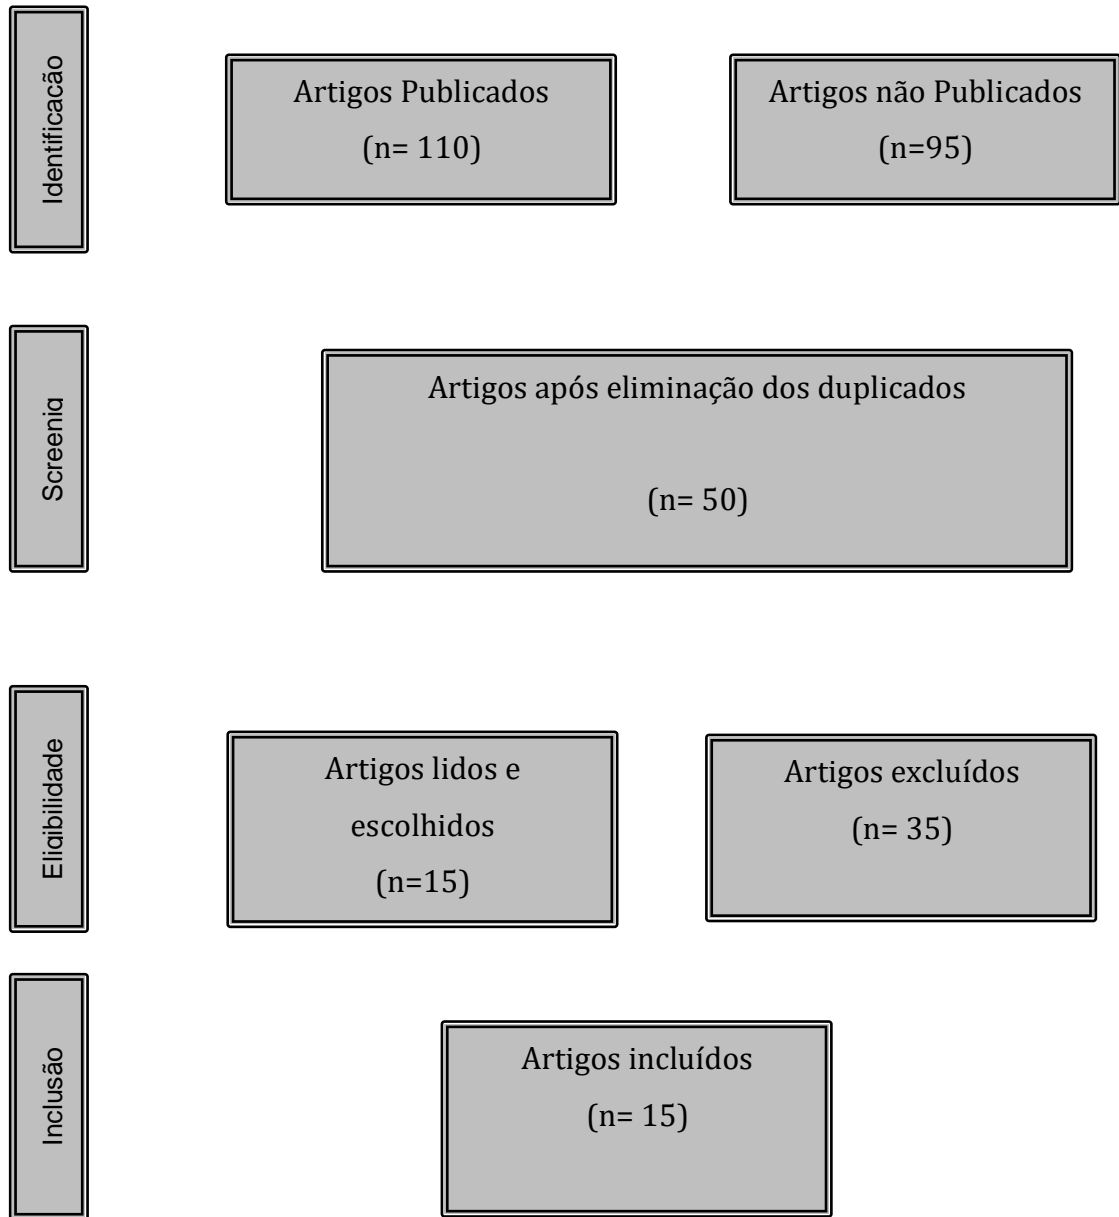 Identificação
Artigos Publicados
(n= 110)
Artigos não Publicados
(n=95)
Screenig
Artigos após eliminação dos duplicados
(n= 50)
Eligibilidade
Artigos lidos e
escolhidos
(n=15)
Artigos excluídos
(n= 35)
Inclusão
Artigos incluídos
(n= 15)